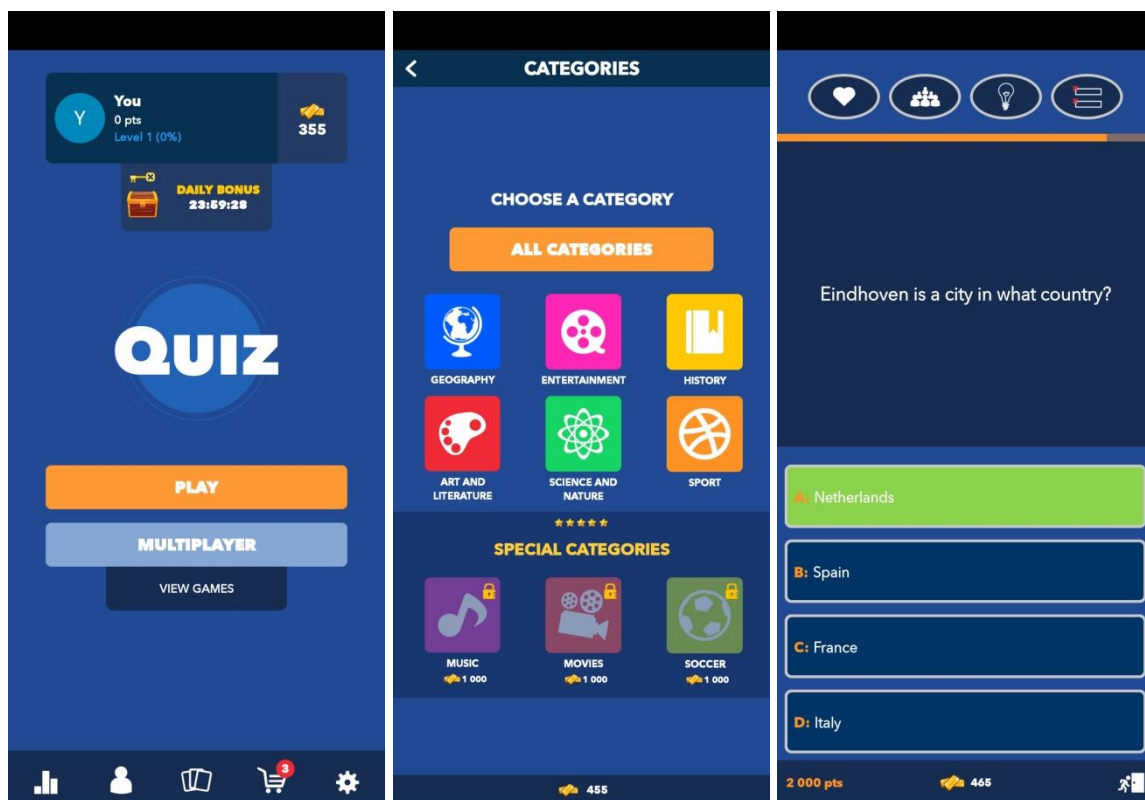 You
Y
0 pts
Level 1 (0%)
355
DAILY BONUS
23:59:28
QUIZ
PLAY
MULTIPLAYER
VIEW GAMES
3
CATEGORIES
CHOOSE A CATEGORY
ALL CATEGORIES
GEOGRAPHY ENTERTAINMENT HISTORY
ART AND LITERATURE SCIENCE AND NATURE SPORT
SPECIAL CATEGORIES
MUSIC MOVIES SOCCER
1 000 1 000 1 000
455
Eindhoven is a city in what country?
A: Netherlands
B: Spain
C: France
D: Italy
2 000 pts 465